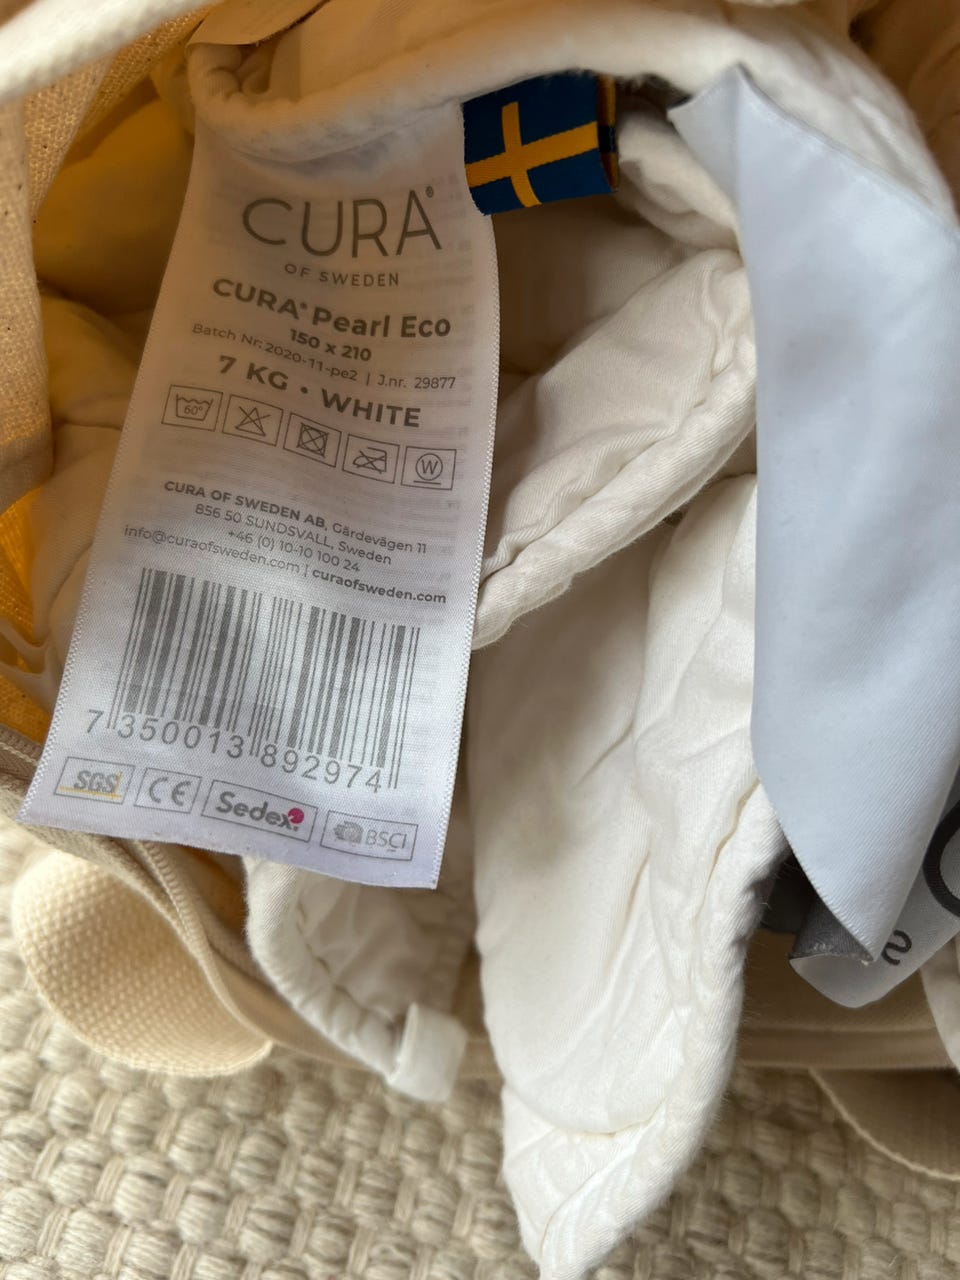 CURA®
OF SWEDEN
CURA® Pearl Eco
150 x 210
Batch Nr: 2020-11-pe2 | J.nr. 29877
7 KG • WHITE
60°
W
CURA OF SWEDEN AB, Gärdevägen 11
856 50 SUNDSVALL, Sweden
+46 (0) 10-10 100 24
info@curaofsweden.com | curaofsweden.com
7 350013 892974
SGS CE Sedex BSCI